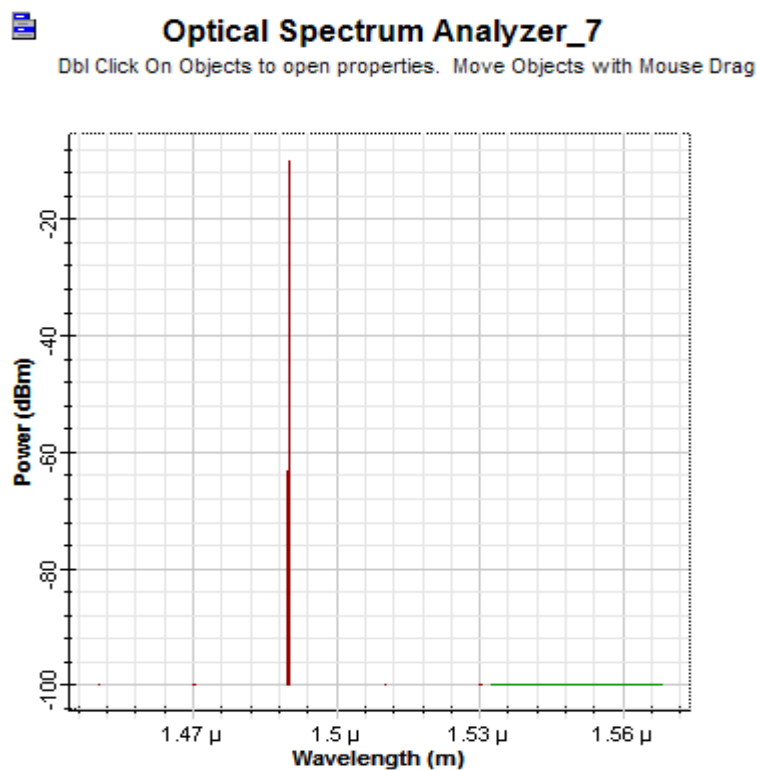 Optical Spectrum Analyzer_7
Dbl Click On Objects to open properties. Move Objects with Mouse Drag
Power (dBm)
-20
-40
-60
-80
-100
1.47 µ 1.5 µ 1.53 µ 1.56 µ
Wavelength (m)